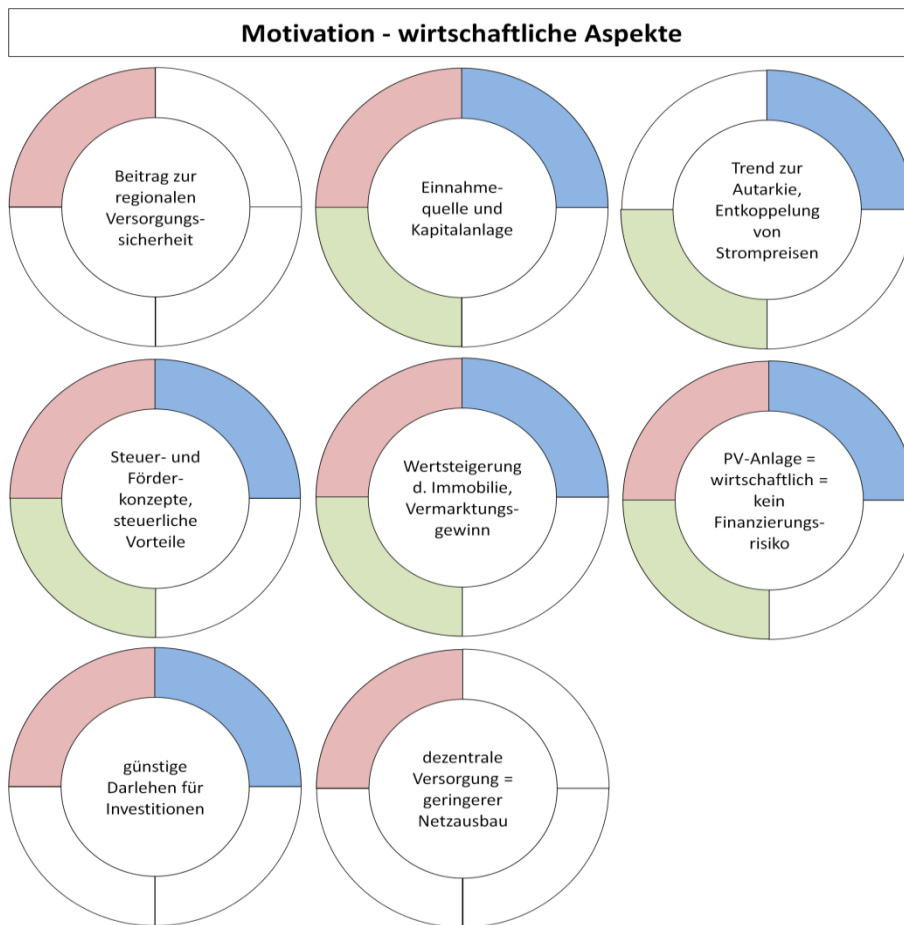 Motivation - wirtschaftliche Aspekte
Beitrag zur
regionalen
Versorgungs-
sicherheit
Einnahme-
quelle und
Kapitalanlage
Trend zur
Autarkie,
Entkoppelung
von
Strompreisen
Steuer- und
Förder-
konzepte,
steuerliche
Vorteile
Wertsteigerung
d. Immobilie,
Vermarktungs-
gewinn
PV-Anlage =
wirtschaftlich =
kein
Finanzierungs-
risiko
günstige
Darlehen für
Investitionen
dezentrale
Versorgung =
geringerer
Netzausbau